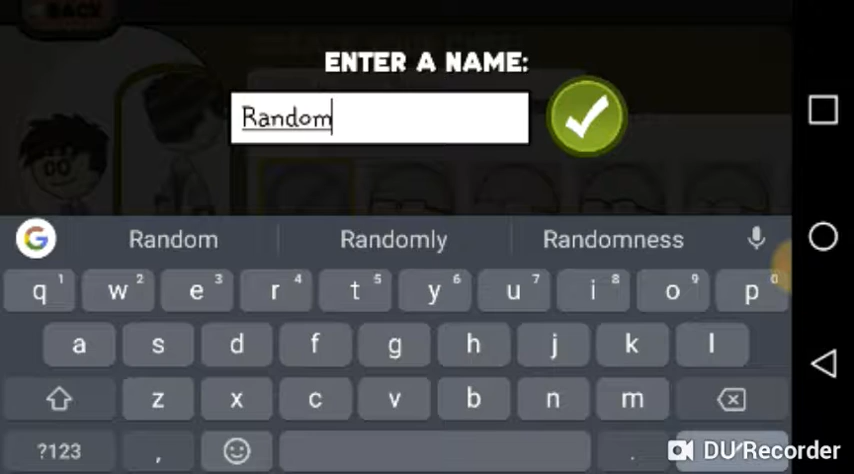 BACK
ENTER A NAME:
Random
G Random Randomly Randomness
q 1 w 2 e 3 r 4 t 5 y 6 u 7 i 8 o 9 p 0
a s d f g h j k l
z x c v b n m
?123 , . DU Recorder